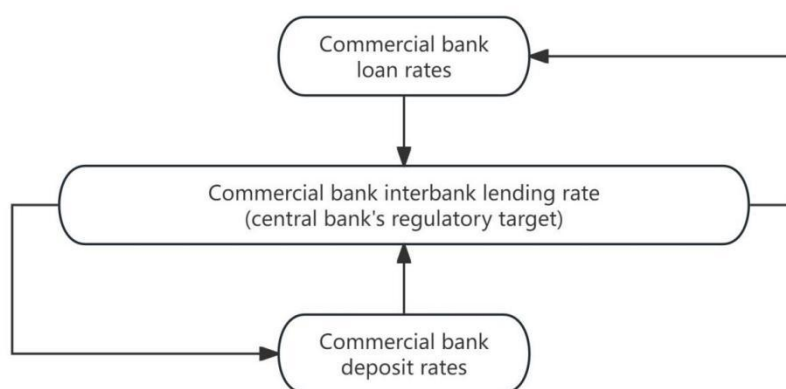 Commercial bank
loan rates
Commercial bank interbank lending rate
(central bank's regulatory target)
Commercial bank
deposit rates